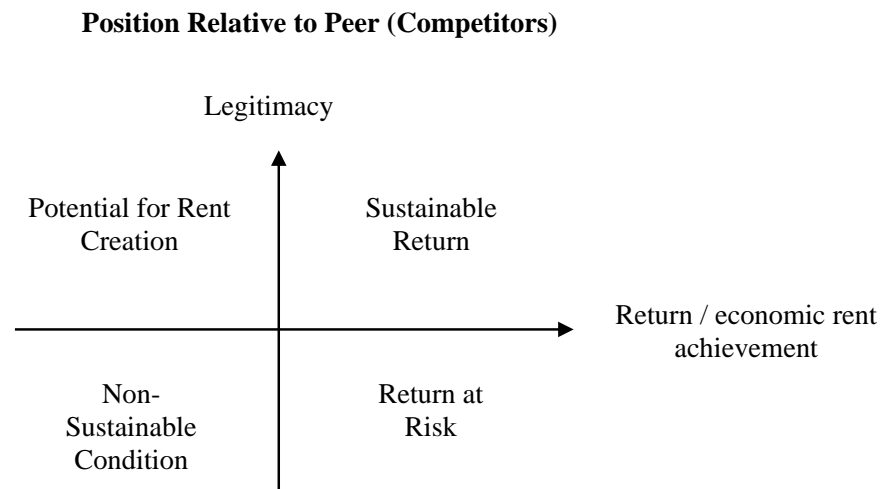 Position Relative to Peer (Competitors)
Legitimacy
Potential for Rent
Creation
Sustainable
Return
Return / economic rent
achievement
Non-
Sustainable
Condition
Return at
Risk